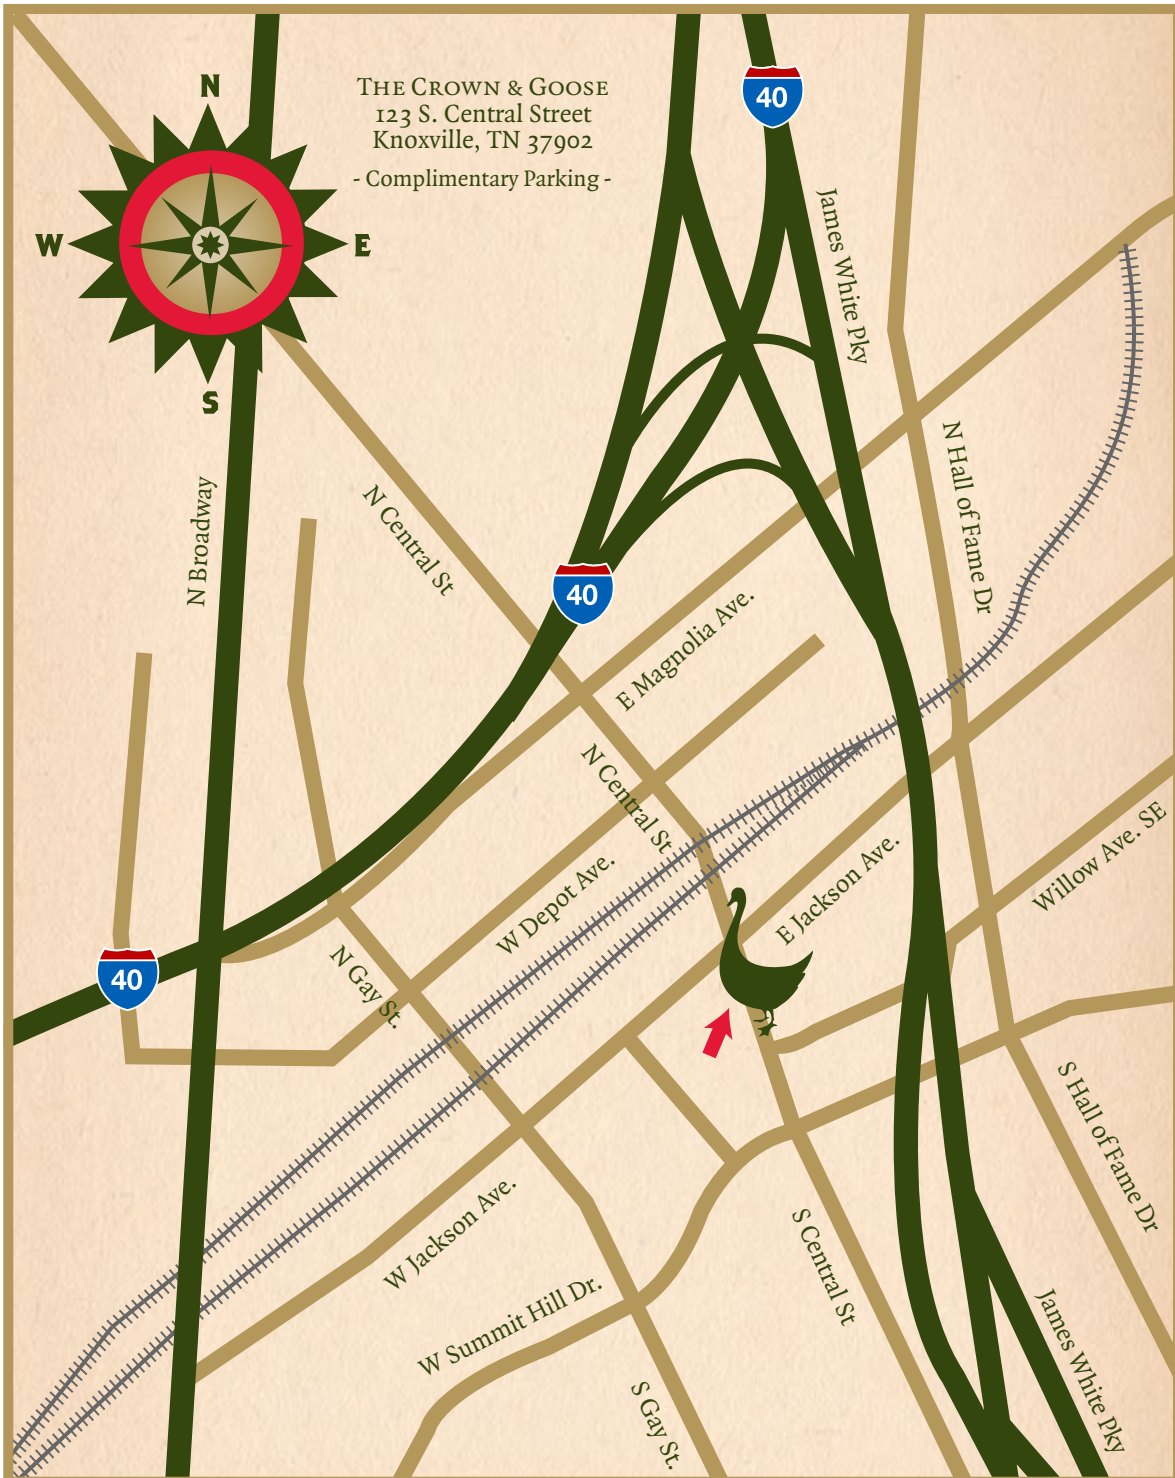 N
THE CROWN & GOOSE
123 S. Central Street
Knoxville, TN 37902
- Complimentary Parking -
40
W
E
S
James White Pky
N Hall of Fame Dr
N Broadway
N Central St
40
E Magnolia Ave.
N Central St
W Depot Ave.
E Jackson Ave.
Willow Ave. SE
40
N Gay St.
S Hall of Fame Dr
W Jackson Ave.
S Central St
W Summit Hill Dr.
James White Pky
S Gay St.